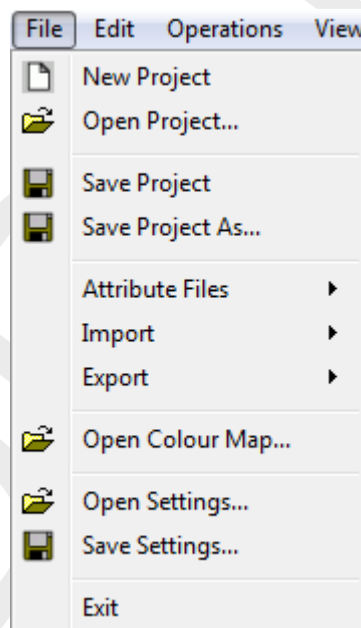 File Edit Operations View
New Project
Open Project...
Save Project
Save Project As...
Attribute Files
Import
Export
Open Colour Map...
Open Settings...
Save Settings...
Exit